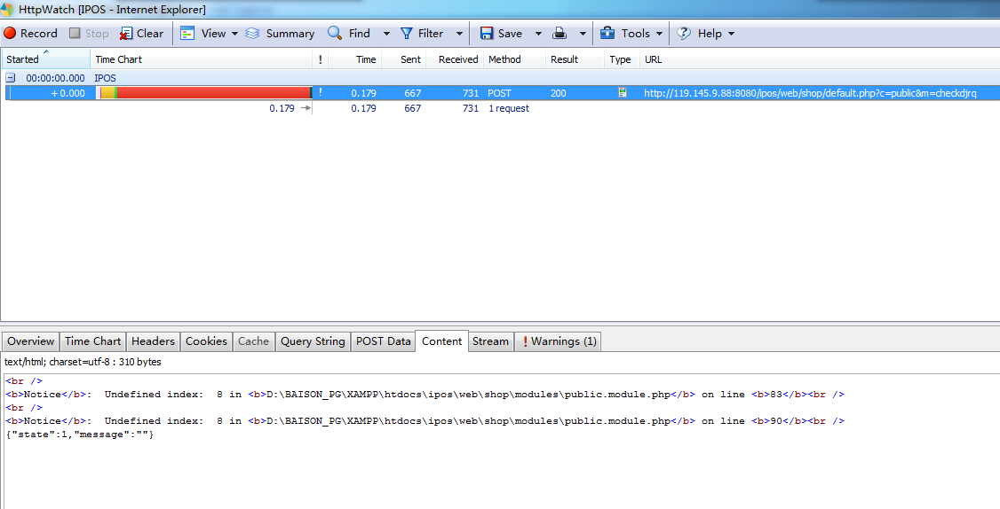 HttpWatch [IPOS - Internet Explorer]
Record Stop Clear View Summary Find Filter Save Tools Help
Started Time Chart ! Time Sent Received Method Result Type URL
00:00:00.000 IPOS
+ 0.000 ! 0.179 667 731 POST 200 http://119.145.9.88:8080/ipos/web/shop/default.php?c=public&m=checkdjrq
0.179 0.179 667 731 1 request
Overview Time Chart Headers Cookies Cache Query String POST Data Content Stream ! Warnings (1)
text/html; charset=utf-8 : 310 bytes
<br />
<b>Notice</b>:  Undefined index:  8 in <b>D:\BAISON_PG\XAMPP\htdocs\ipos\web\shop\modules\public.module.php</b> on line <b>83</b><br />
<br />
<b>Notice</b>:  Undefined index:  8 in <b>D:\BAISON_PG\XAMPP\htdocs\ipos\web\shop\modules\public.module.php</b> on line <b>90</b><br />
{"state":1,"message":""}